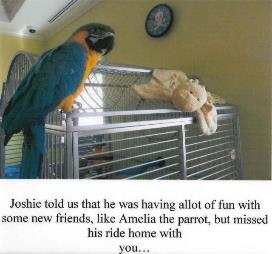 Joshie told us that he was having allot of fun with
some new friends, like Amelia the parrot, but missed
his ride home with
you…